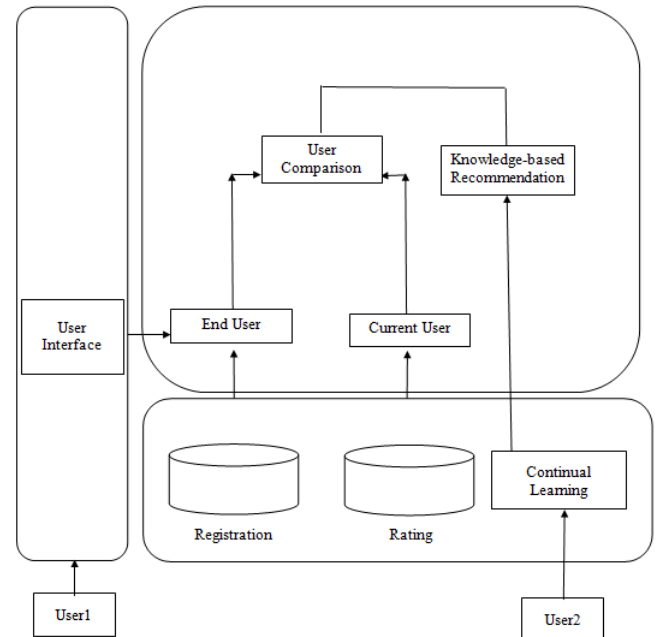 User
Comparison
Knowledge-based
Recommendation
User
Interface
End User
Current User
Continual
Learning
Registration
Rating
User1
User2